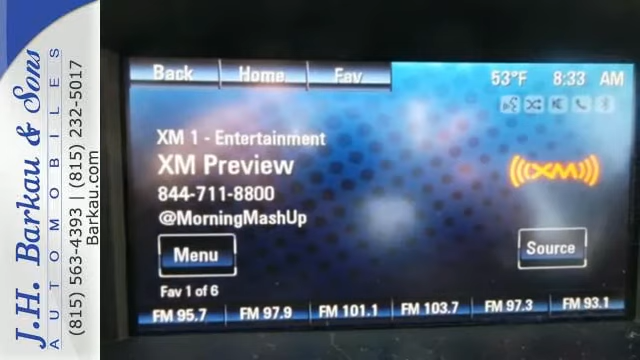 J.H. Barkau & Sons
AUTOMOBILES
(815) 563-4393 | (815) 232-5017
Barkau.com
Back Home Fav 53°F 8:33 AM
XM 1 - Entertainment
XM Preview
844-711-8800
@MorningMashUp
((XM))
Menu Source
Fav 1 of 6
FM 95.7 FM 97.9 FM 101.1 FM 103.7 FM 97.3 FM 93.1